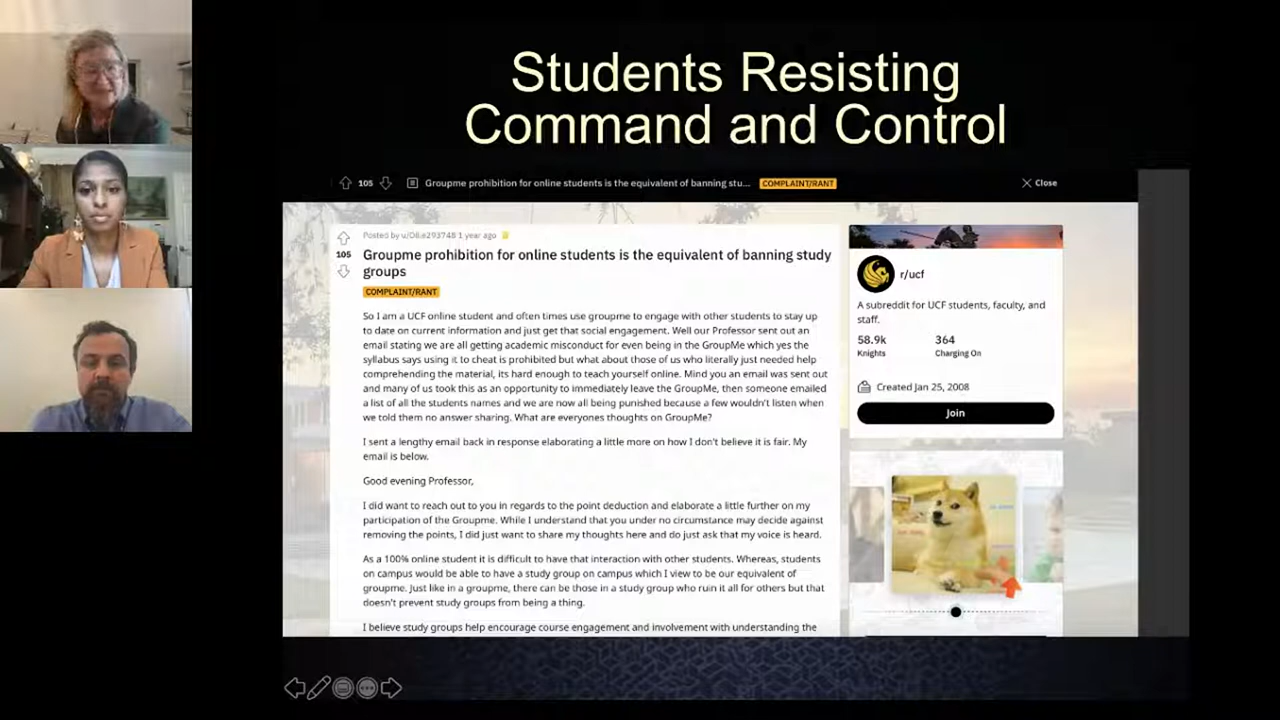 Students Resisting
Command and Control
105
Groupme prohibition for online students is the equivalent of banning stu...
COMPLAINT/RANT
Close
Posted by 1 year ago
105
Groupme prohibition for online students is the equivalent of banning study
groups
COMPLAINT/RANT
So I am a UCF online student and often times use groupme to engage with other students to stay up
to date on current information and just get that social engagement. Well our Professor sent out an
email stating we are all getting academic misconduct for even being in the GroupMe which yes the
syllabus says using it to cheat is prohibited but what about those of us who literally just needed help
comprehending the material, its hard enough to teach yourself online. Mind you an email was sent out
and many of us took this as an opportunity to immediately leave the GroupMe, then someone emailed
a list of all the students names and we are now all being punished because a few wouldn't listen when
we told them no answer sharing. What are everyones thoughts on GroupMe?
I sent a lengthy email back in response elaborating a little more on how I don't believe it is fair. My
email is below.
Good evening Professor,
I did want to reach out to you in regards to the point deduction and elaborate a little further on my
participation of the Groupme. While I understand that you under no circumstance may decide against
removing the points, I did just want to share my thoughts here and do just ask that my voice is heard.
As a 100% online student it is difficult to have that interaction with other students. Whereas, students
on campus would be able to have a study group on campus which I view to be our equivalent of
groupme. Just like in a groupme, there can be those in a study group who ruin it all for others but that
doesn't prevent study groups from being a thing.
I believe study groups help encourage course engagement and involvement with understanding the
r/ucf
A subreddit for UCF students, faculty, and
staff.
58.9k
364
Knights
Charging On
Created Jan 25, 2008
Join